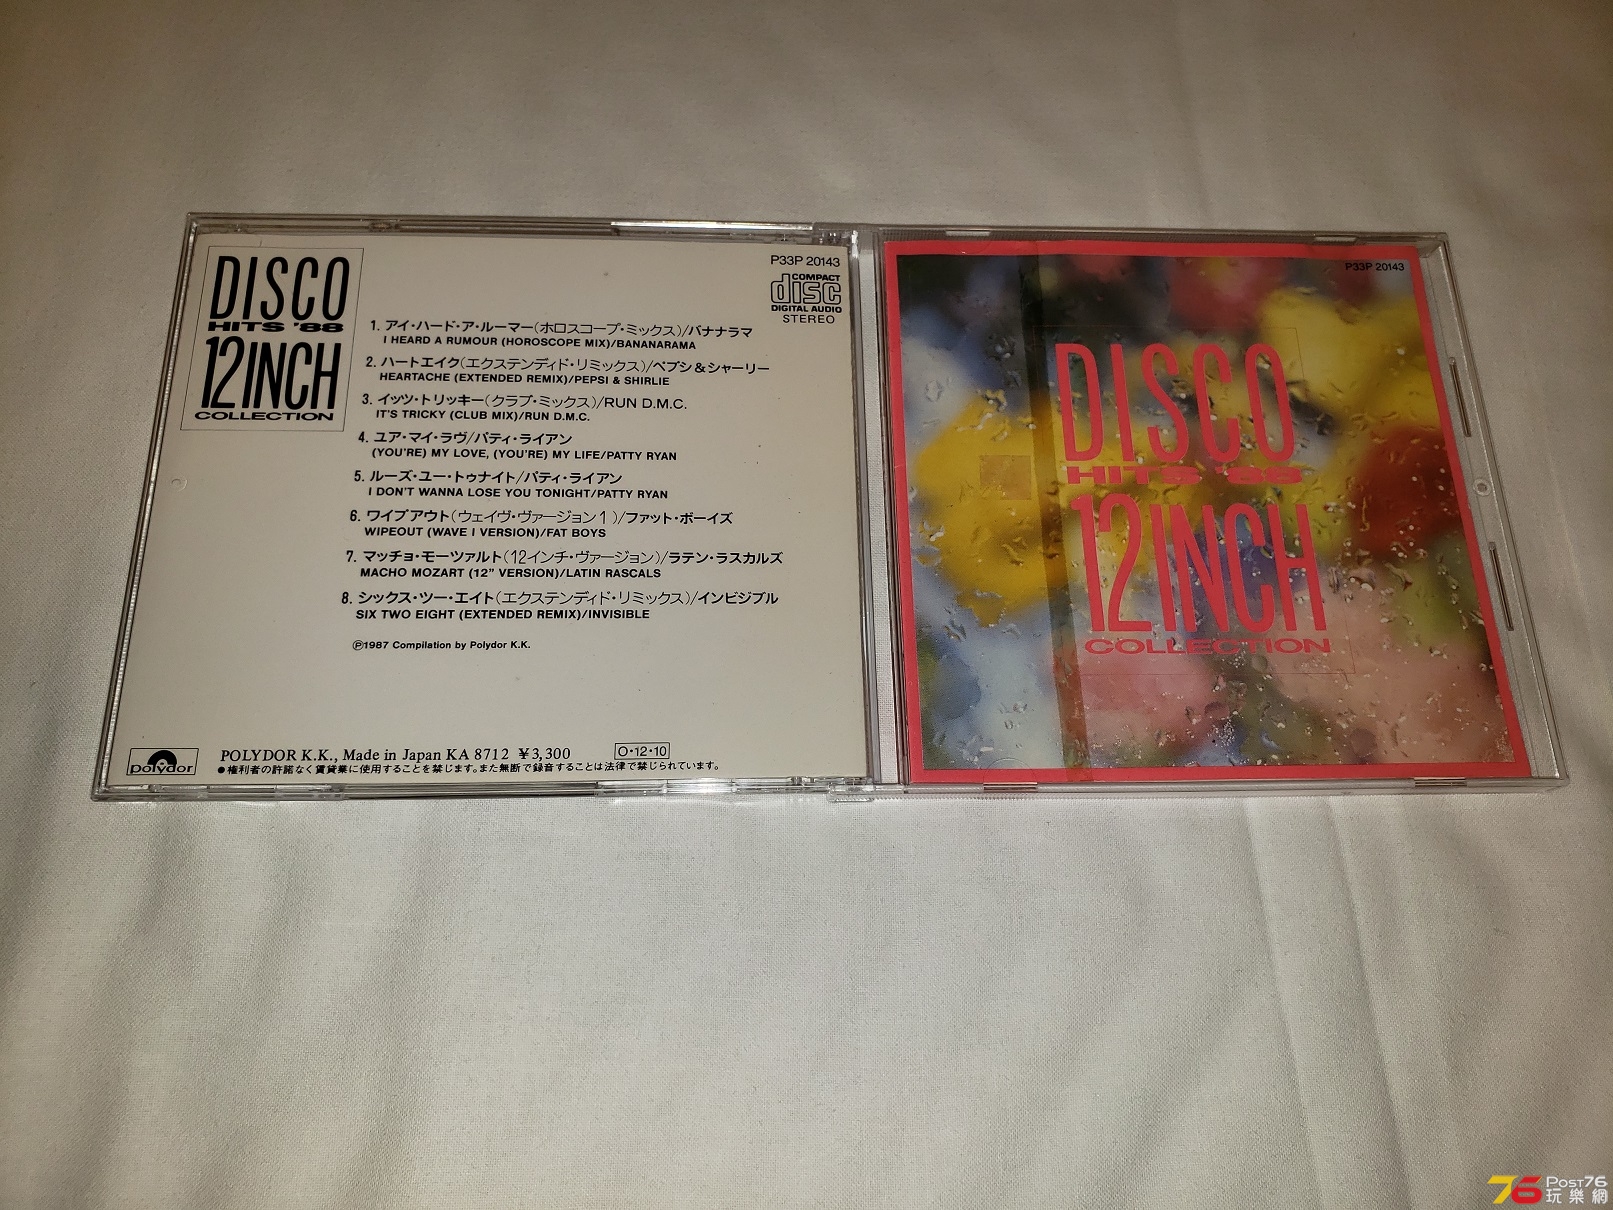 DISCO
HITS '88
12INCH
COLLECTION
P33P 20143
COMPACT
disc
DIGITAL AUDIO
STEREO
1. アイ・ハード・ア・ルーマー(ホロスコープ・ミックス)/バナナラマ
I HEARD A RUMOUR (HOROSCOPE MIX)/BANANARAMA
2. ハートエイク(エクステンディド・リミックス)/ペプシ&シャーリー
HEARTACHE (EXTENDED REMIX)/PEPSI & SHIRLIE
3. イッツ・トリッキー(クラブ・ミックス)/RUN D.M.C.
IT'S TRICKY (CLUB MIX)/RUN D.M.C.
4. ユア・マイ・ラヴ/パティ・ライアン
(YOU'RE) MY LOVE, (YOU'RE) MY LIFE/PATTY RYAN
5. ルーズ・ユー・トゥナイト/パティ・ライアン
I DON'T WANNA LOSE YOU TONIGHT/PATTY RYAN
6. ワイプアウト(ウェイヴ・ヴァージョン1)/ファット・ボーイズ
WIPEOUT (WAVE I VERSION)/FAT BOYS
7. マッチョ・モーツァルト(12インチ・ヴァージョン)/ラテン・ラスカルズ
MACHO MOZART (12" VERSION)/LATIN RASCALS
8. シックス・ツー・エイト(エクステンディド・リミックス)/インビジブル
SIX TWO EIGHT (EXTENDED REMIX)/INVISIBLE
Ⓟ1987 Compilation by Polydor K.K.
polydor
POLYDOR K.K., Made in Japan KA 8712 ¥3,300
O・12・10
●権利者の許諾なく賃貸業に使用することを禁じます。また無断で録音することは法律で禁じられています。
P33P 20143
DISCO
HITS '88
12INCH
COLLECTION
76 POST76
玩樂網